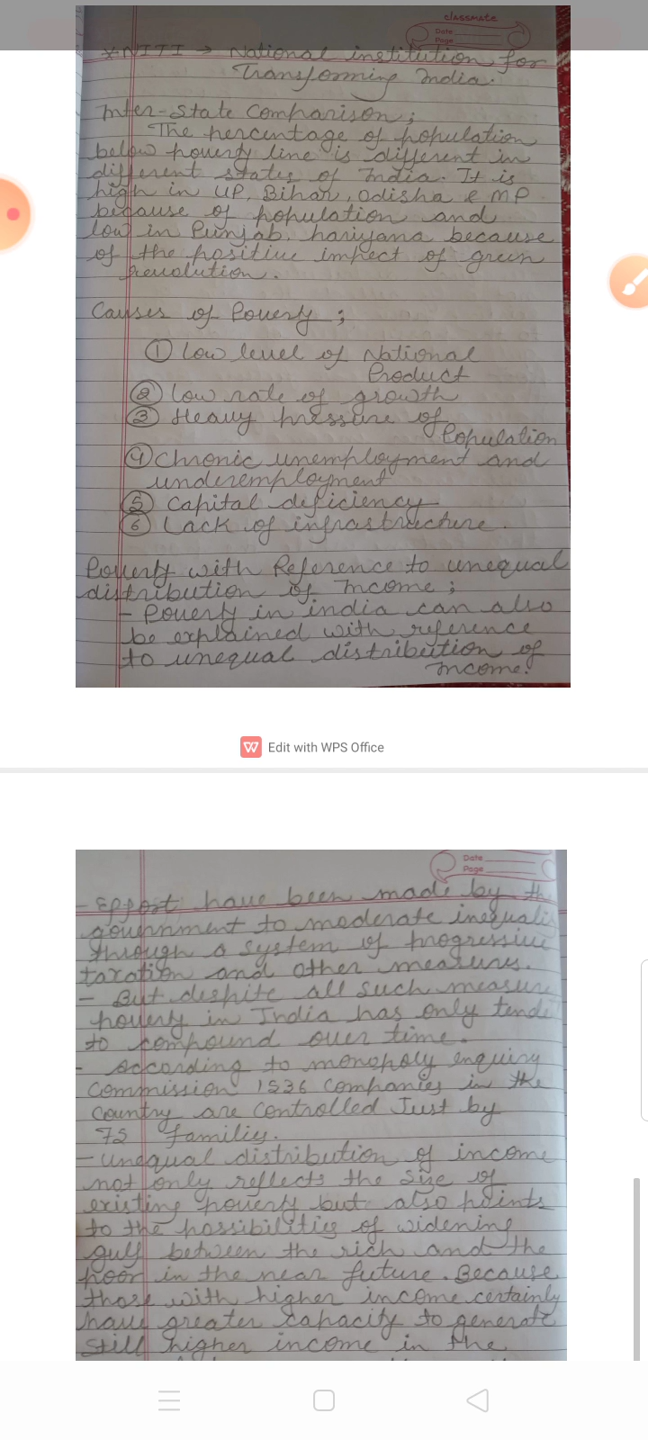 classmate
Date
Page
*NITI → National institution for
Transforming India.
Inter-State Comparison;
The percentage of population
below poverty line is different in
different states of India. It is
high in UP, Bihar, Odisha & MP
because of population and
low in Punjab, hariyana because
of the positive impect of green
revolution.
Causes of Poverty;
① Low level of National
Product
② Low rate of growth
③ Heavy pressure of
Population
④ Chronic unemployment and
underemployment
⑤ Capital deficiency
⑥ Lack of infrastructure.
Poverty with Reference to unequal
distribution of Income;
- Poverty in india can also
be explained with reference
to unequal distribution of
Income.
Edit with WPS Office
Date
Page
- Effort have been made by th
government to moderate inequali
through a system of progressive
taxation and other measures.
- But despite all such measure
poverty in India has only tende
to compound over time.
- according to monopoly enquiry
Commission 1536 Companies in the
Country are controlled Just by
75 families.
- unequal distribution of income
not only reflects the size of
existing poverty but also points
to the possibilities of widening
gulf between the rich and the
poor in the near future. Because
those with higher income certainly
have greater capacity to generate
still higher income in the